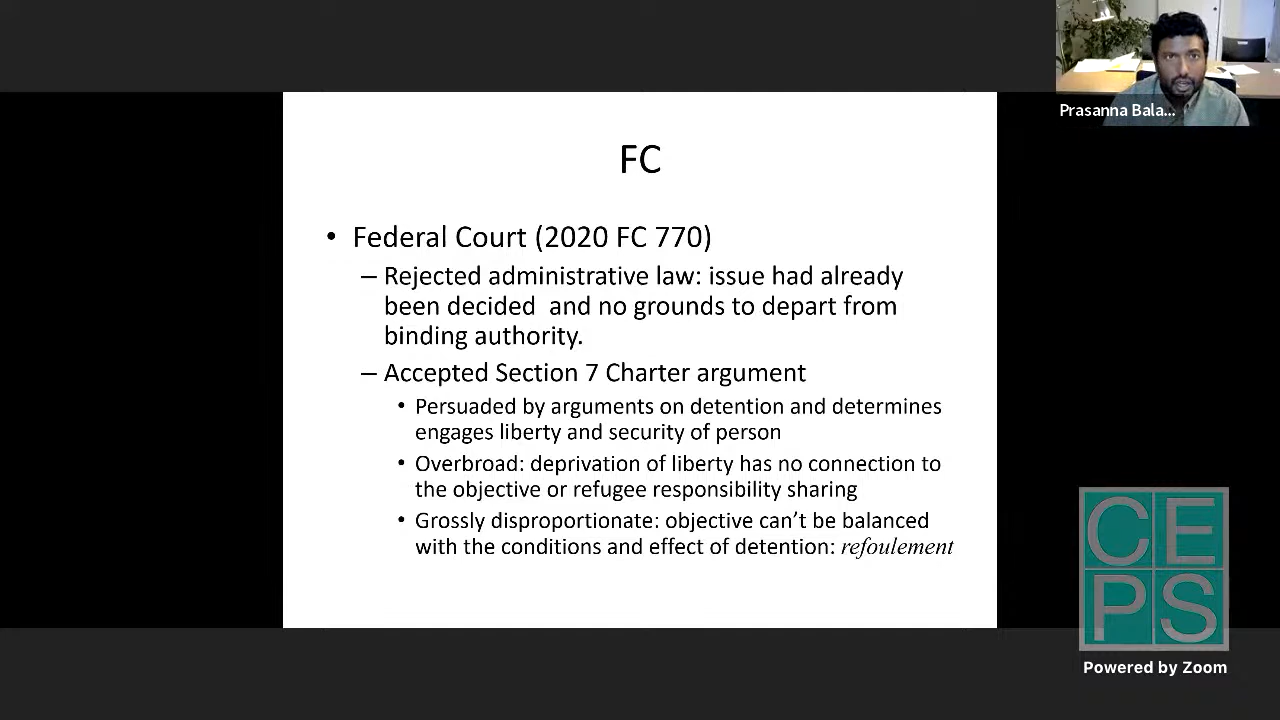 Prasanna Bala...
FC
• Federal Court (2020 FC 770)
– Rejected administrative law: issue had already
been decided  and no grounds to depart from
binding authority.
– Accepted Section 7 Charter argument
• Persuaded by arguments on detention and determines
engages liberty and security of person
• Overbroad: deprivation of liberty has no connection to
the objective or refugee responsibility sharing
• Grossly disproportionate: objective can’t be balanced
with the conditions and effect of detention: refoulement
CE
PS
Powered by Zoom